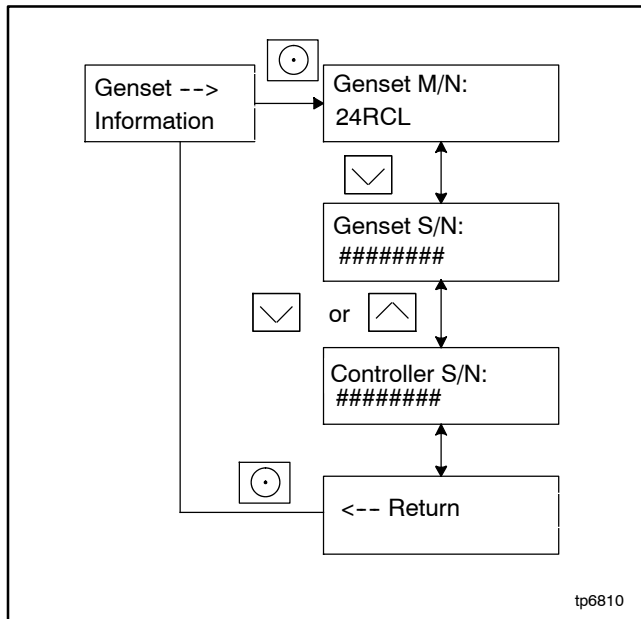 Genset -->
Information
Genset M/N:
24RCL
Genset S/N:
########
or
Controller S/N:
########
<-- Return
tp6810